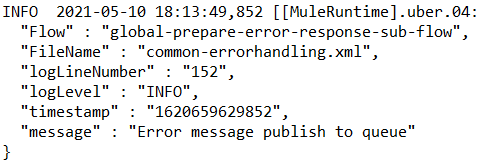 INFO  2021-05-10 18:13:49,852 [[MuleRuntime].uber.04:
  "Flow" : "global-prepare-error-response-sub-flow",
  "FileName" : "common-errorhandling.xml",
  "logLineNumber" : "152",
  "logLevel" : "INFO",
  "timestamp" : "1620659629852",
  "message" : "Error message publish to queue"
}